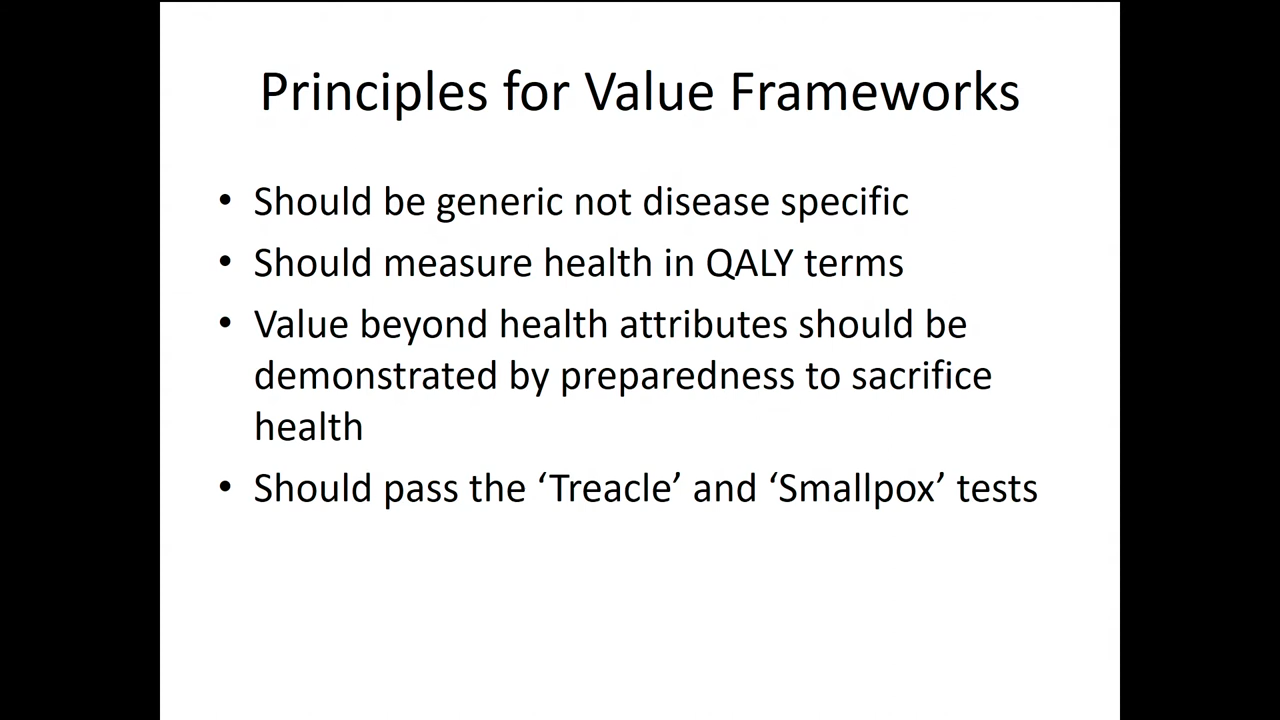 Principles for Value Frameworks
• Should be generic not disease specific
• Should measure health in QALY terms
• Value beyond health attributes should be
demonstrated by preparedness to sacrifice
health
• Should pass the ‘Treacle’ and ‘Smallpox’ tests